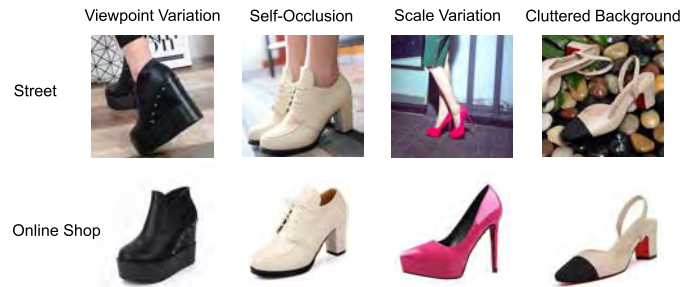 Viewpoint Variation Self-Occlusion Scale Variation Cluttered Background
Street
Online Shop